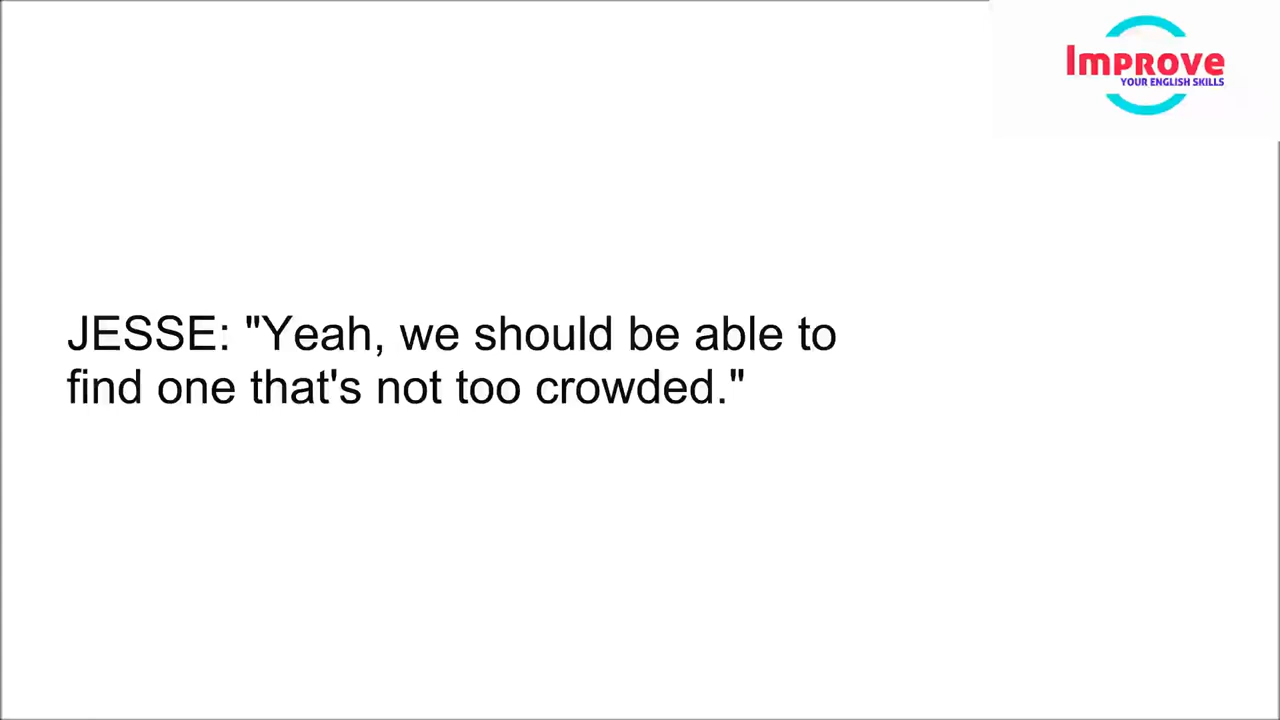 Improve
YOUR ENGLISH SKILLS
JESSE: "Yeah, we should be able to
find one that's not too crowded."